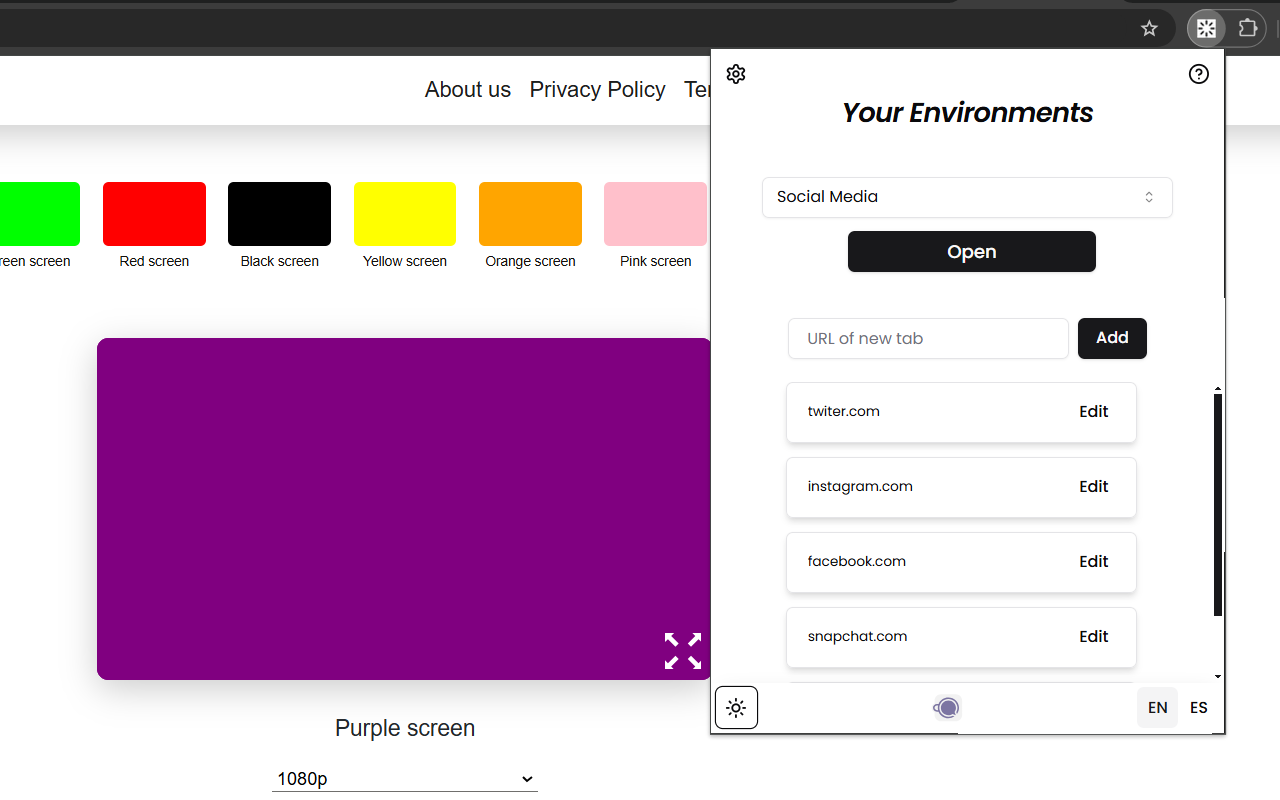 About us Privacy Policy Ter
Your Environments
Social Media
Open
reen screen Red screen Black screen Yellow screen Orange screen Pink screen
URL of new tab Add
twiter.com Edit
instagram.com Edit
facebook.com Edit
snapchat.com Edit
EN ES
Purple screen
1080p